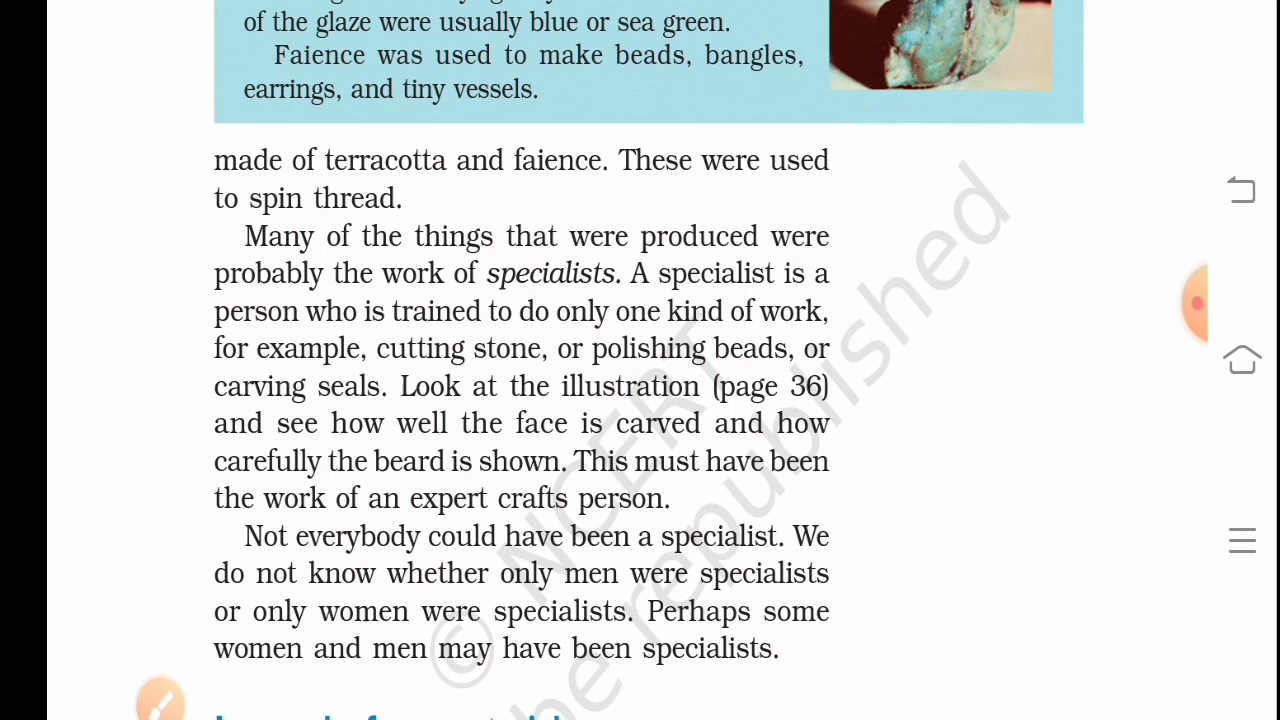 of the glaze were usually blue or sea green.
Faience was used to make beads, bangles,
earrings, and tiny vessels.
made of terracotta and faience. These were used
to spin thread.
Many of the things that were produced were
probably the work of specialists. A specialist is a
person who is trained to do only one kind of work,
for example, cutting stone, or polishing beads, or
carving seals. Look at the illustration (page 36)
and see how well the face is carved and how
carefully the beard is shown. This must have been
the work of an expert crafts person.
Not everybody could have been a specialist. We
do not know whether only men were specialists
or only women were specialists. Perhaps some
women and men may have been specialists.
© NCERT
be republished